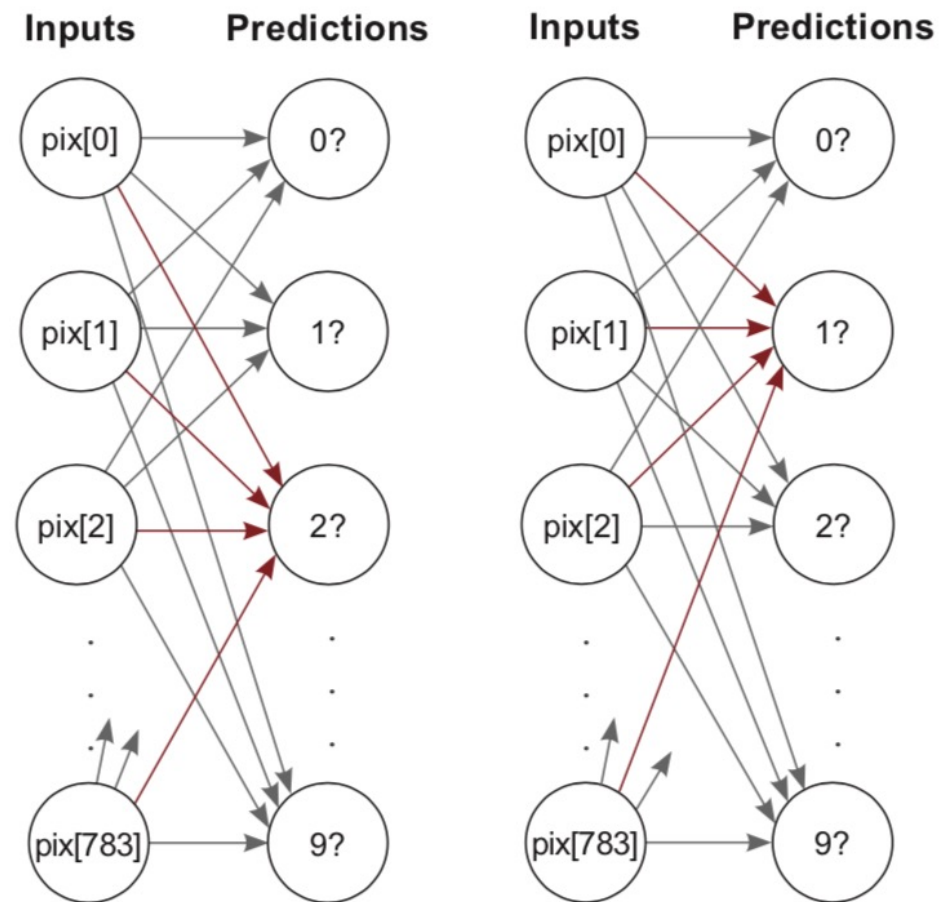 Inputs Predictions
pix[0] 0?
pix[1] 1?
pix[2] 2?
pix[783] 9?
Inputs Predictions
pix[0] 0?
pix[1] 1?
pix[2] 2?
pix[783] 9?